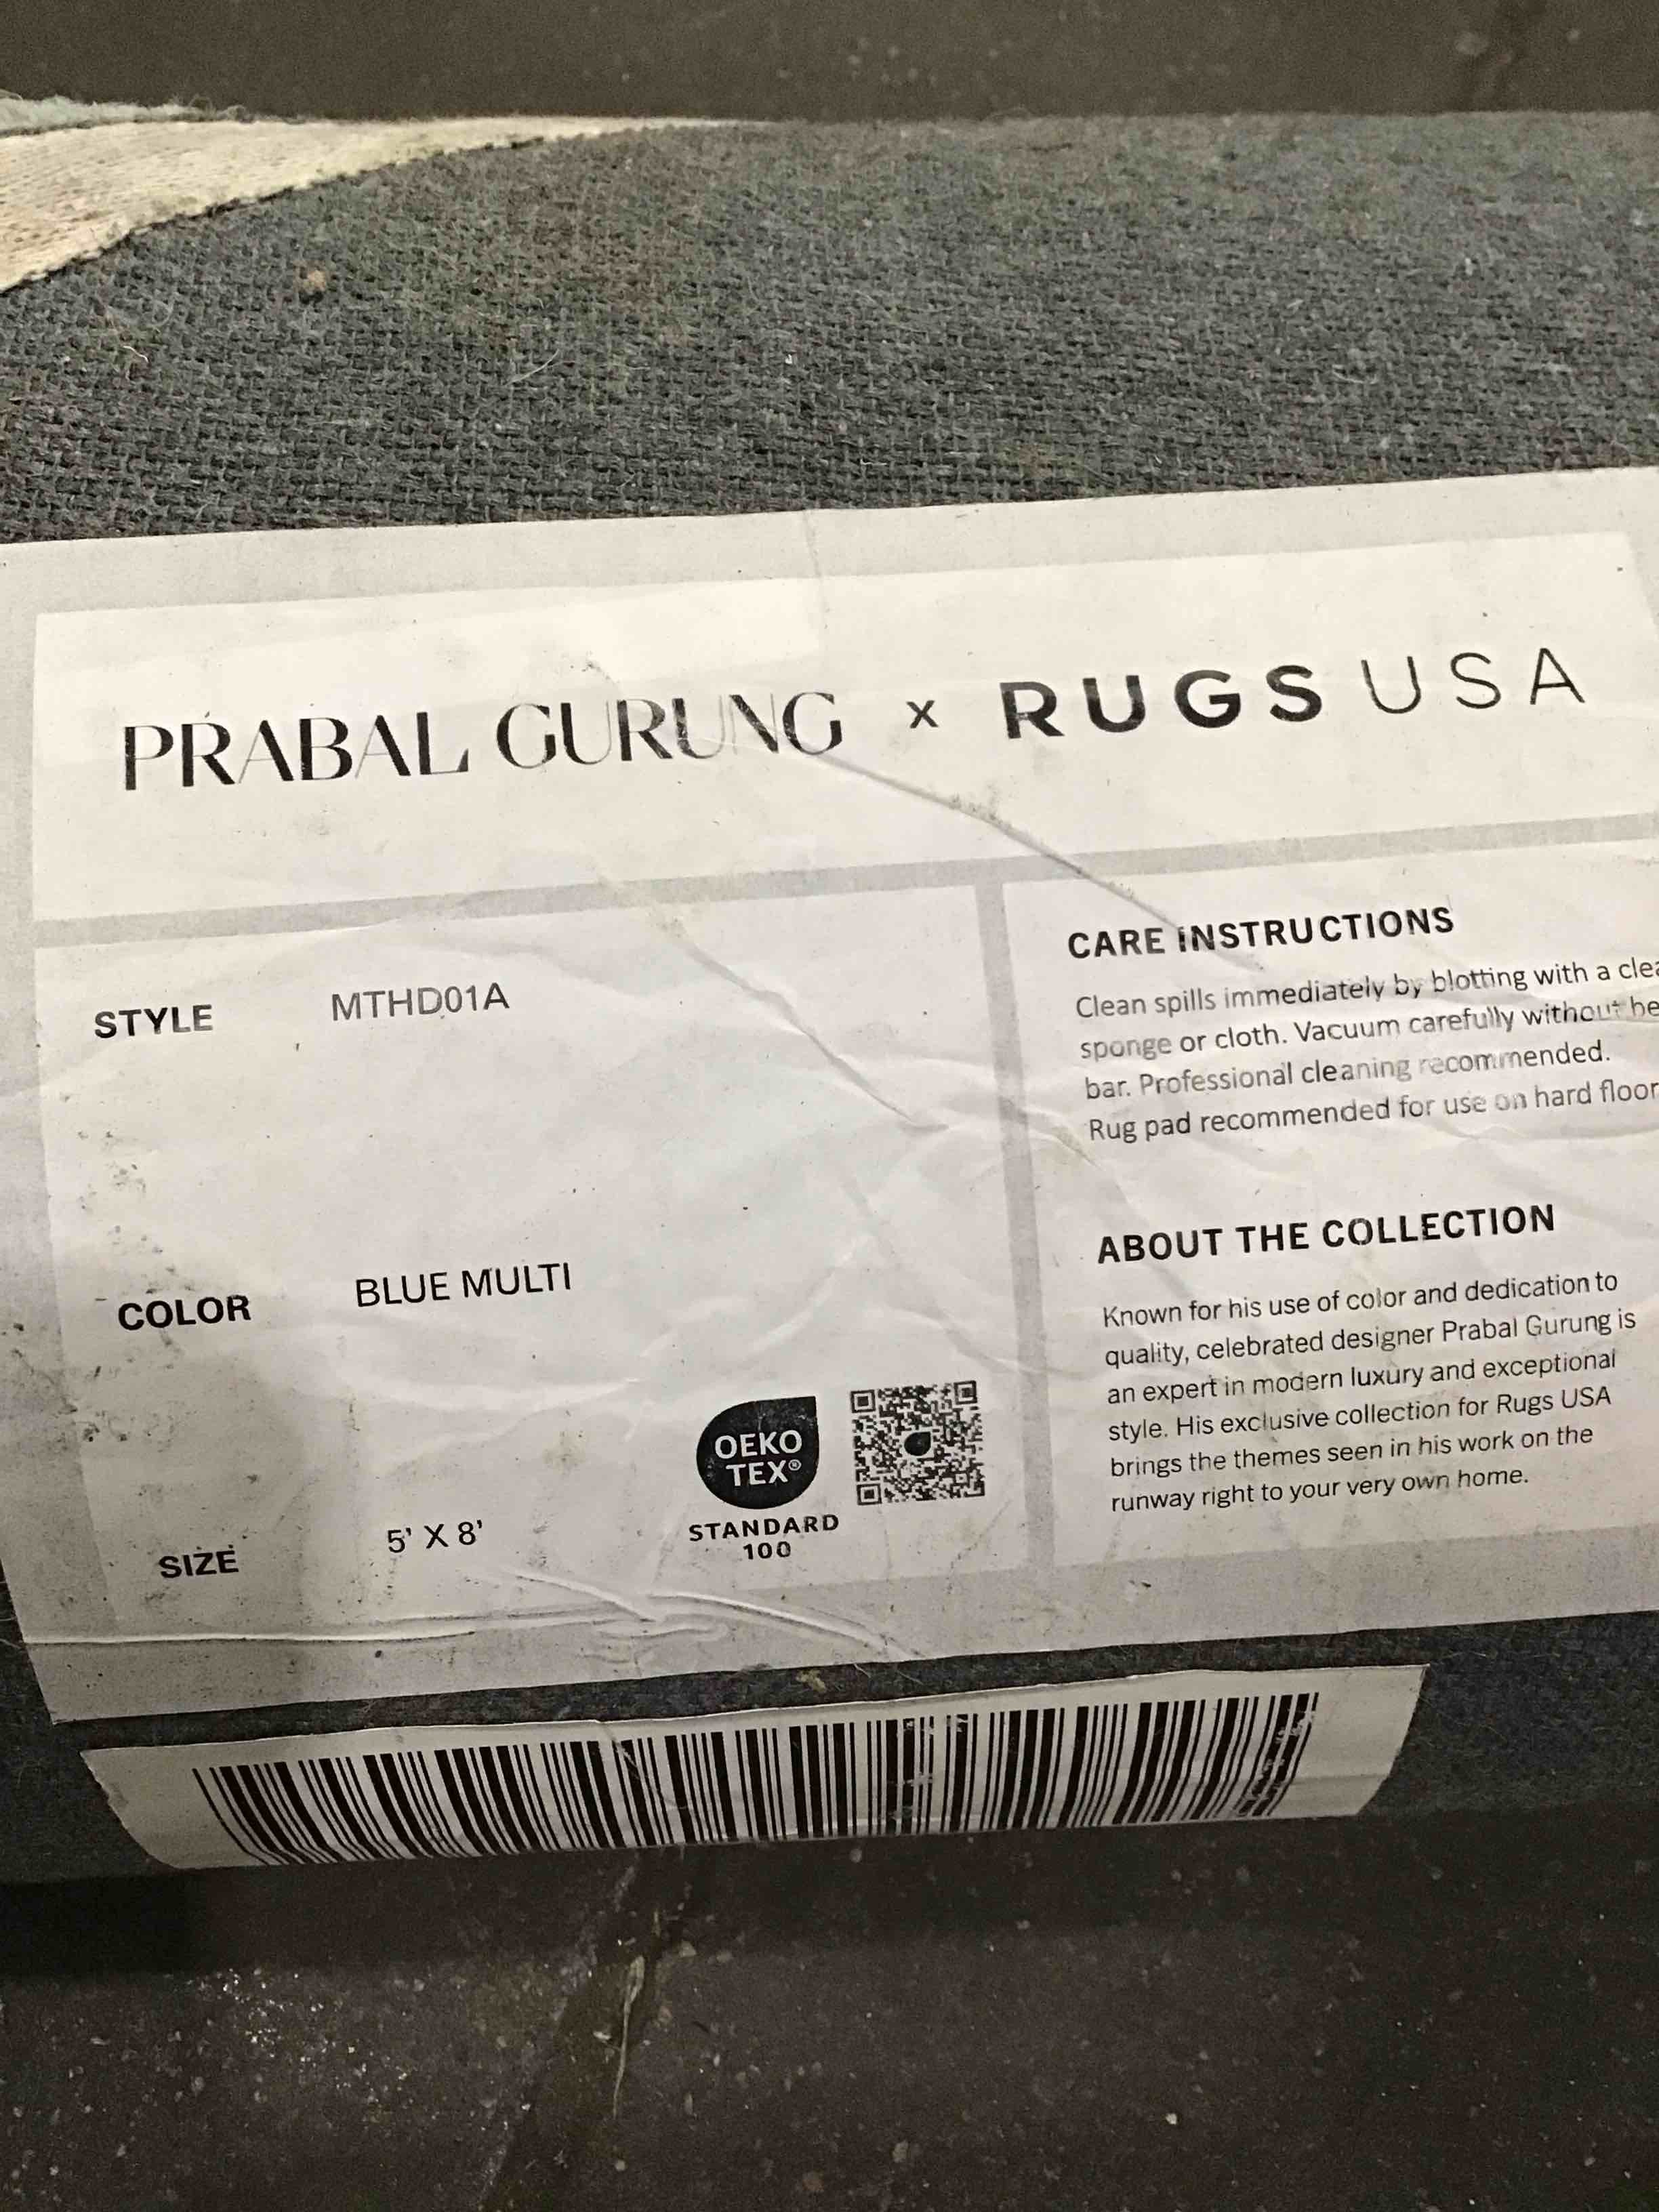 PRABAL GURUNG x RUGS USA
STYLE MTHD01A
COLOR BLUE MULTI
SIZE 5' X 8'
OEKO
TEX®
STANDARD
100
CARE INSTRUCTIONS
Clean spills immediately by blotting with a
sponge or cloth. Vacuum carefully without
bar. Professional cleaning recommended.
Rug pad recommended for use on hard floor
ABOUT THE COLLECTION
Known for his use of color and dedication to
quality, celebrated designer Prabal Gurung is
an expert in modern luxury and exceptional
style. His exclusive collection for Rugs USA
brings the themes seen in his work on the
runway right to your very own home.